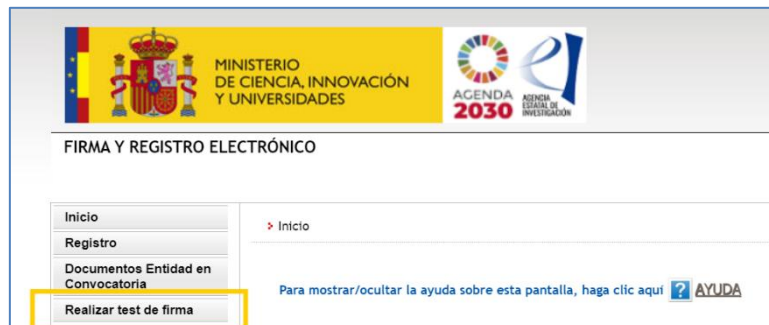 MINISTERIO
DE CIENCIA, INNOVACIÓN
Y UNIVERSIDADES
AGENDA
2030
AGENCIA
ESTATAL DE
INVESTIGACIÓN
FIRMA Y REGISTRO ELECTRÓNICO
Inicio
Registro
Documentos Entidad en
Convocatoria
Realizar test de firma
Inicio
Para mostrar/ocultar la ayuda sobre esta pantalla, haga clic aquí ? AYUDA